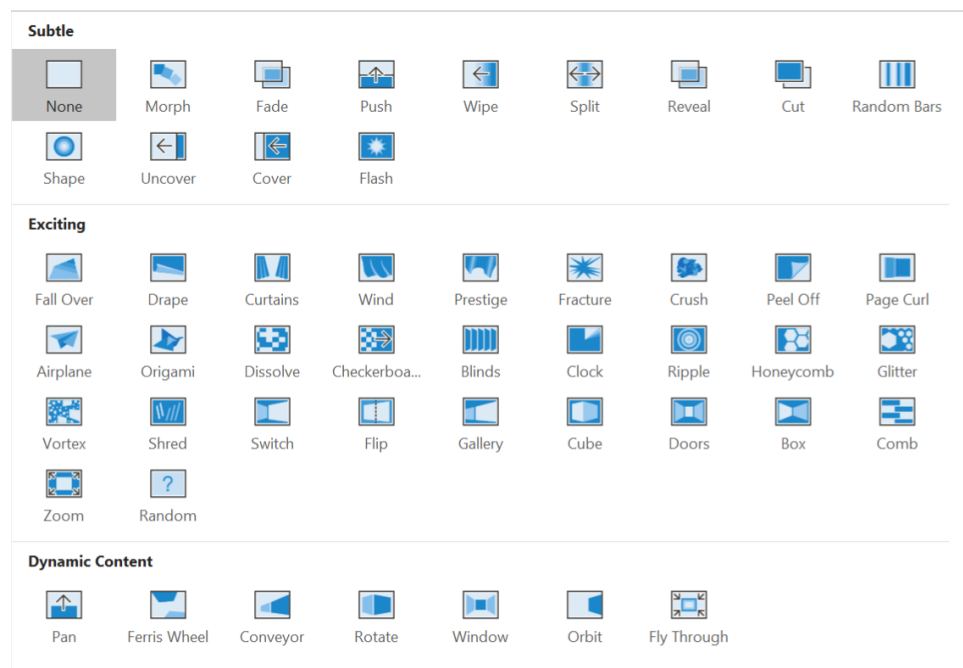 Subtle
None Morph Fade Push Wipe Split Reveal Cut Random Bars
Shape Uncover Cover Flash
Exciting
Fall Over Drape Curtains Wind Prestige Fracture Crush Peel Off Page Curl
Airplane Origami Dissolve Checkerboa... Blinds Clock Ripple Honeycomb Glitter
Vortex Shred Switch Flip Gallery Cube Doors Box Comb
?
Zoom Random
Dynamic Content
Pan Ferris Wheel Conveyor Rotate Window Orbit Fly Through